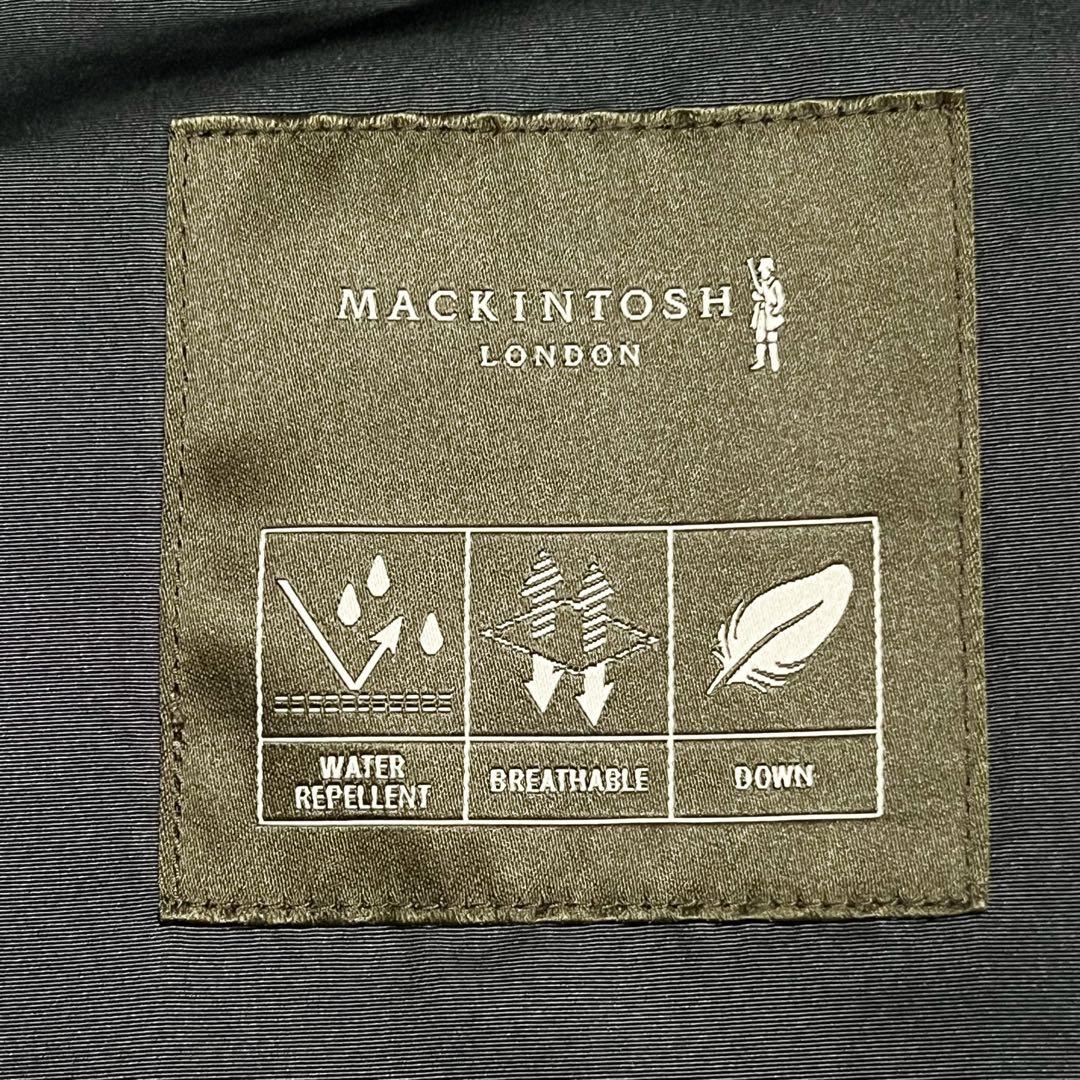 MACKINTOSH
LONDON
WATER
REPELLENT
BREATHABLE
DOWN